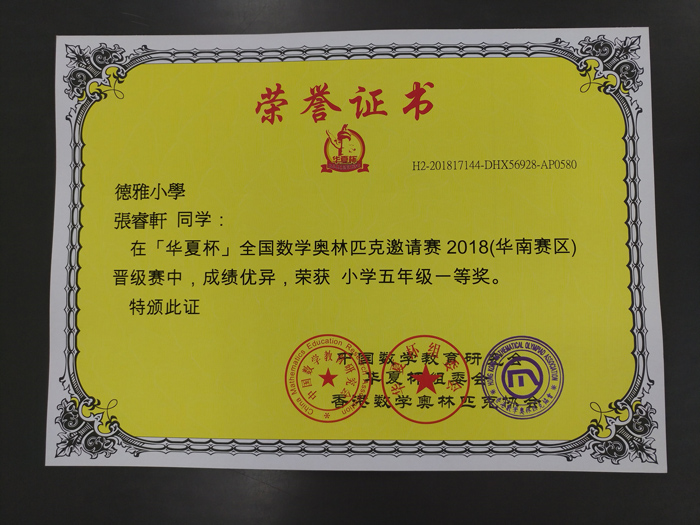 荣誉证书
华夏杯
H2-201817144-DHX56928-AP0580
德雅小學
張睿軒 同学：
在「华夏杯」全国数学奥林匹克邀请赛 2018(华南赛区)
晋级赛中，成绩优异，荣获 小学五年级一等奖。
特颁此证
中国数学教育研究会
华夏杯组委会
香港数学奥林匹克协会